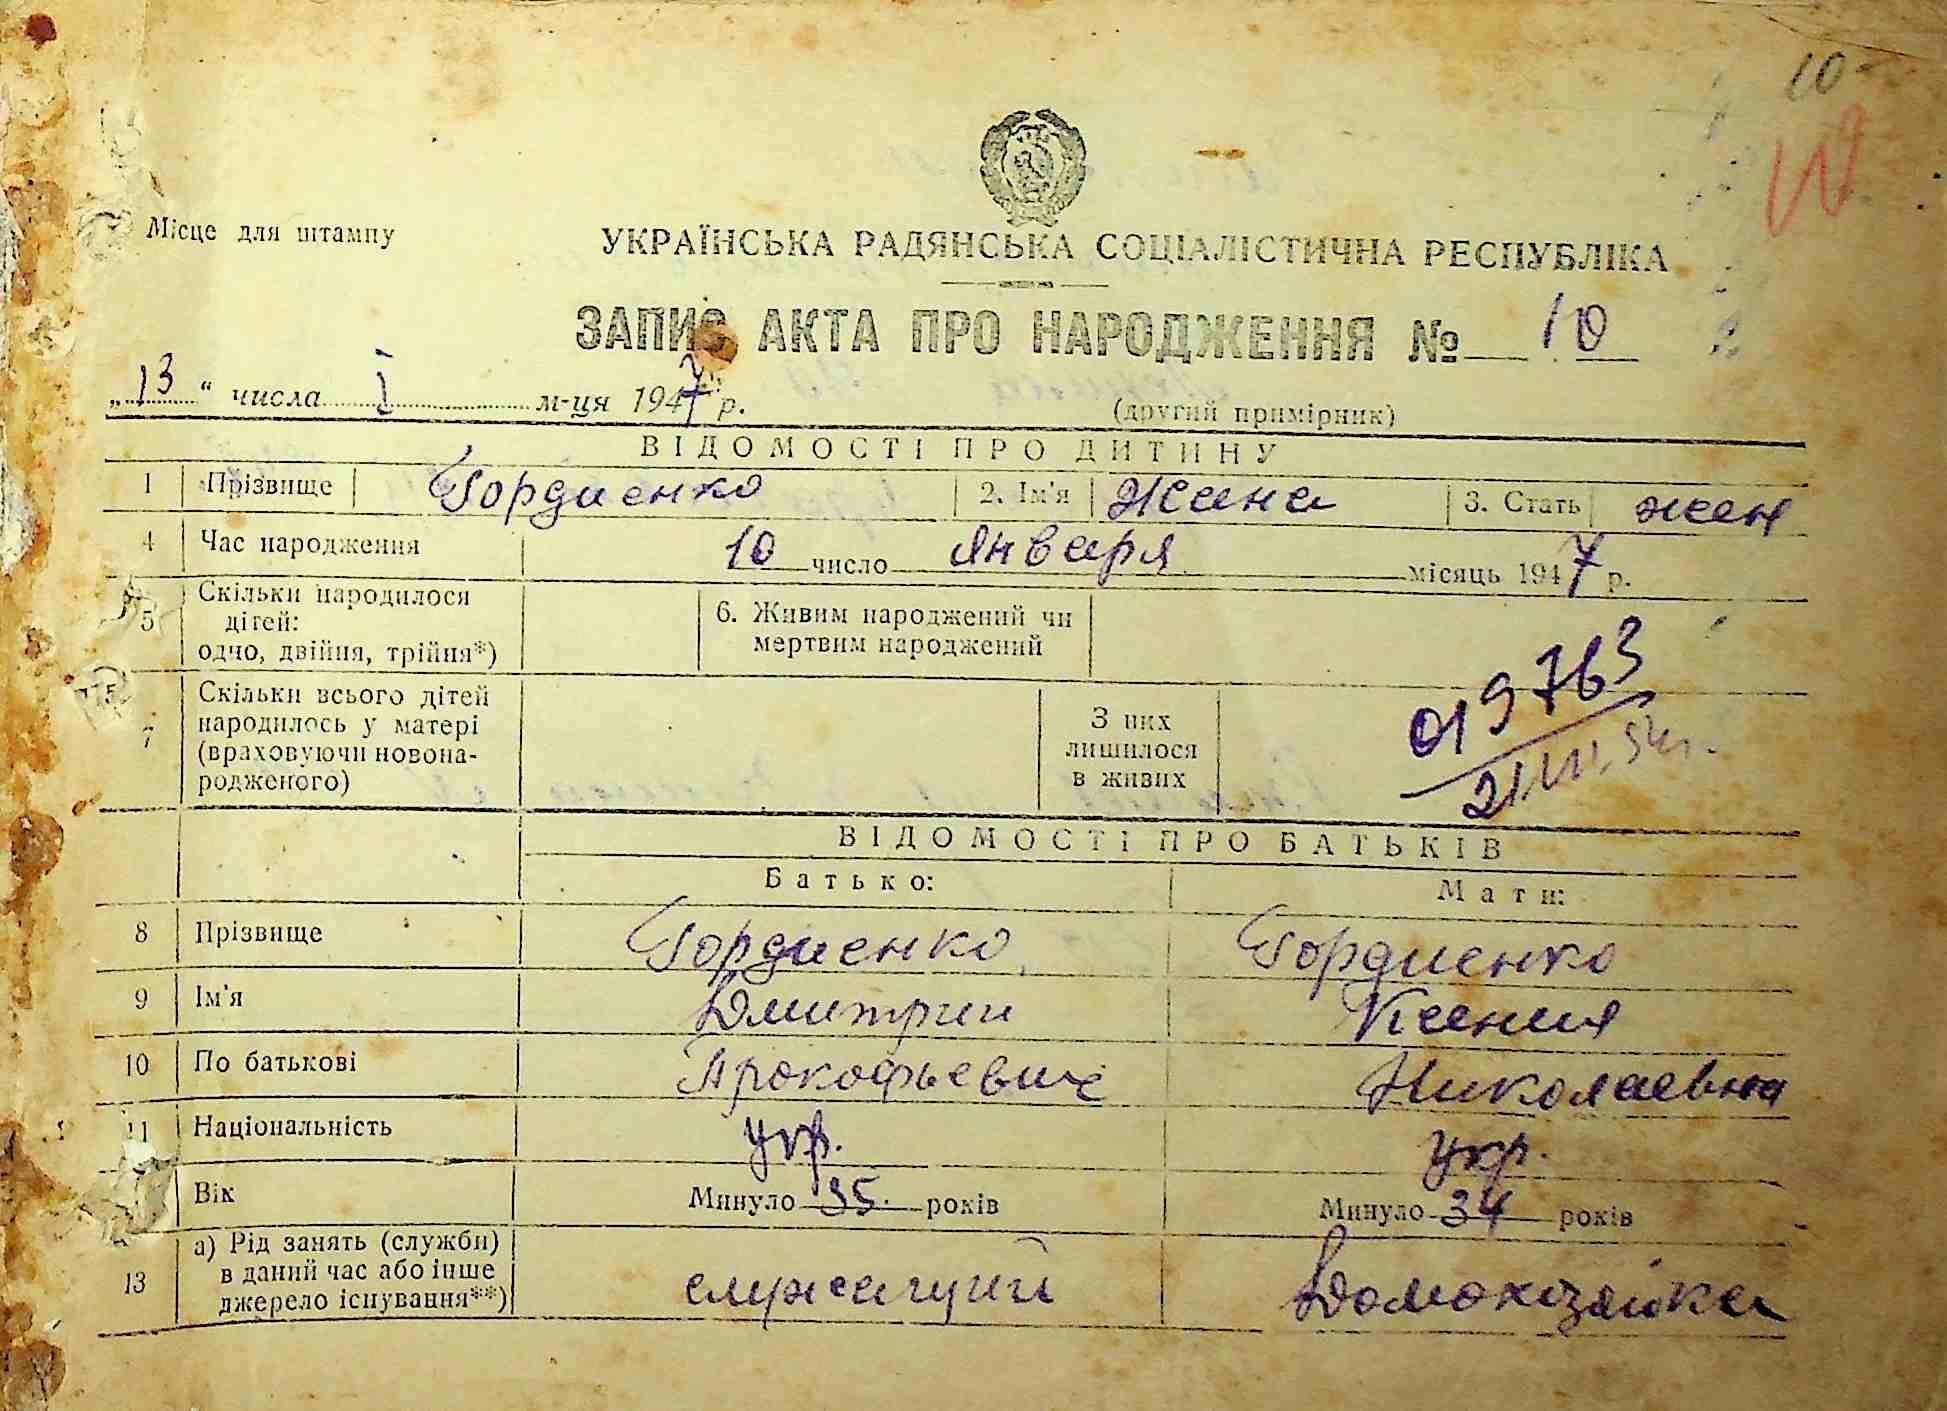 10
Місце для штампу
УКРАЇНСЬКА РАДЯНСЬКА СОЦІАЛІСТИЧНА РЕСПУБЛІКА
ЗАПИС АКТА ПРО НАРОДЖЕННЯ № 10
„13“ числа I м-ця 1947 р.
(другий примірник)
ВІДОМОСТІ ПРО ДИТИНУ
1 Прізвище Гордиенко 2. Ім'я Жана 3. Стать жен
4 Час народження 10 число января місяць 1947 р.
5 Скільки народилося
дітей:
одно, двійня, трійня*)
6. Живим народжений чи
мертвим народжений
7 Скільки всього дітей
народилось у матері
(враховуючи новона-
родженого)
З них
лишилося
в живих
019763
ВІДОМОСТІ ПРО БАТЬКІВ
Батько: Мати:
8 Прізвище Гордиенко Гордиенко
9 Ім'я Дмитрий Ксения
10 По батькові Прокофьевич Николаевна
11 Національність укр. укр.
Вік Минуло 35 років Минуло 34 років
13 а) Рід занять (служби)
в даний час або інше
джерело існування**)
служащий домохозяйка